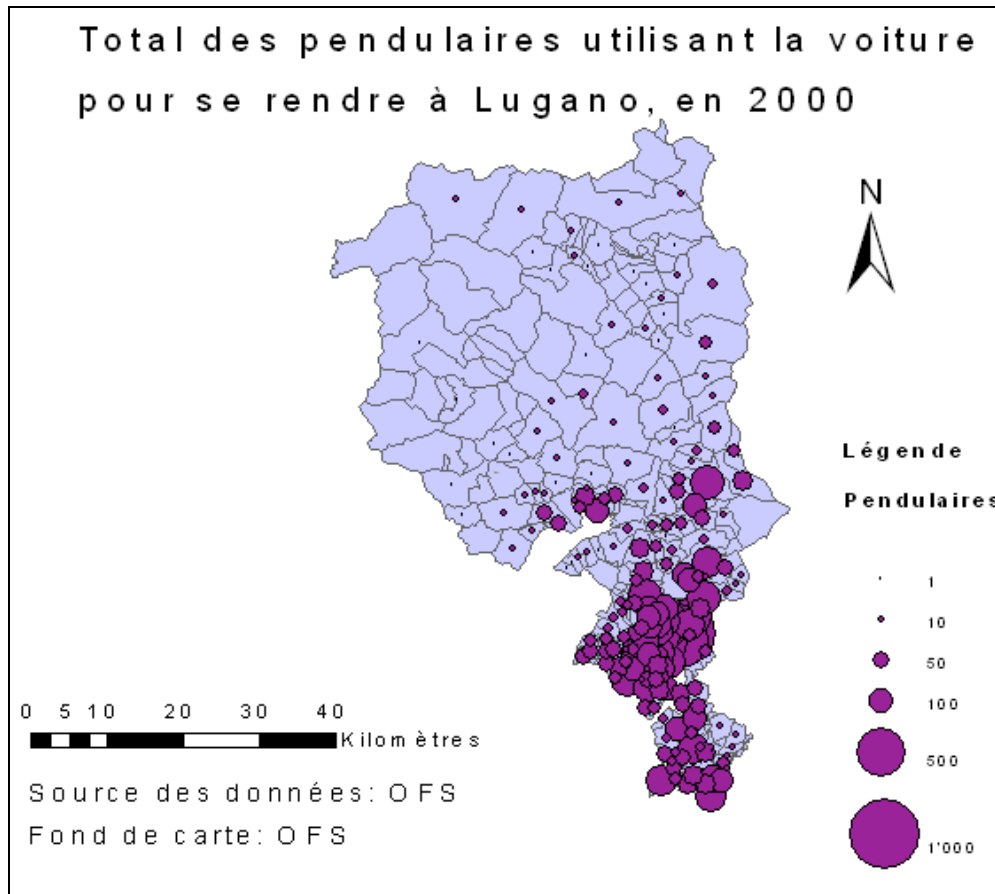 Total des pendulaires utilisant la voiture
pour se rendre à Lugano, en 2000
N
Légende
Pendulaires
1
10
50
100
500
1'000
0 5 10 20 30 40
Kilomètres
Source des données: OFS
Fond de carte: OFS